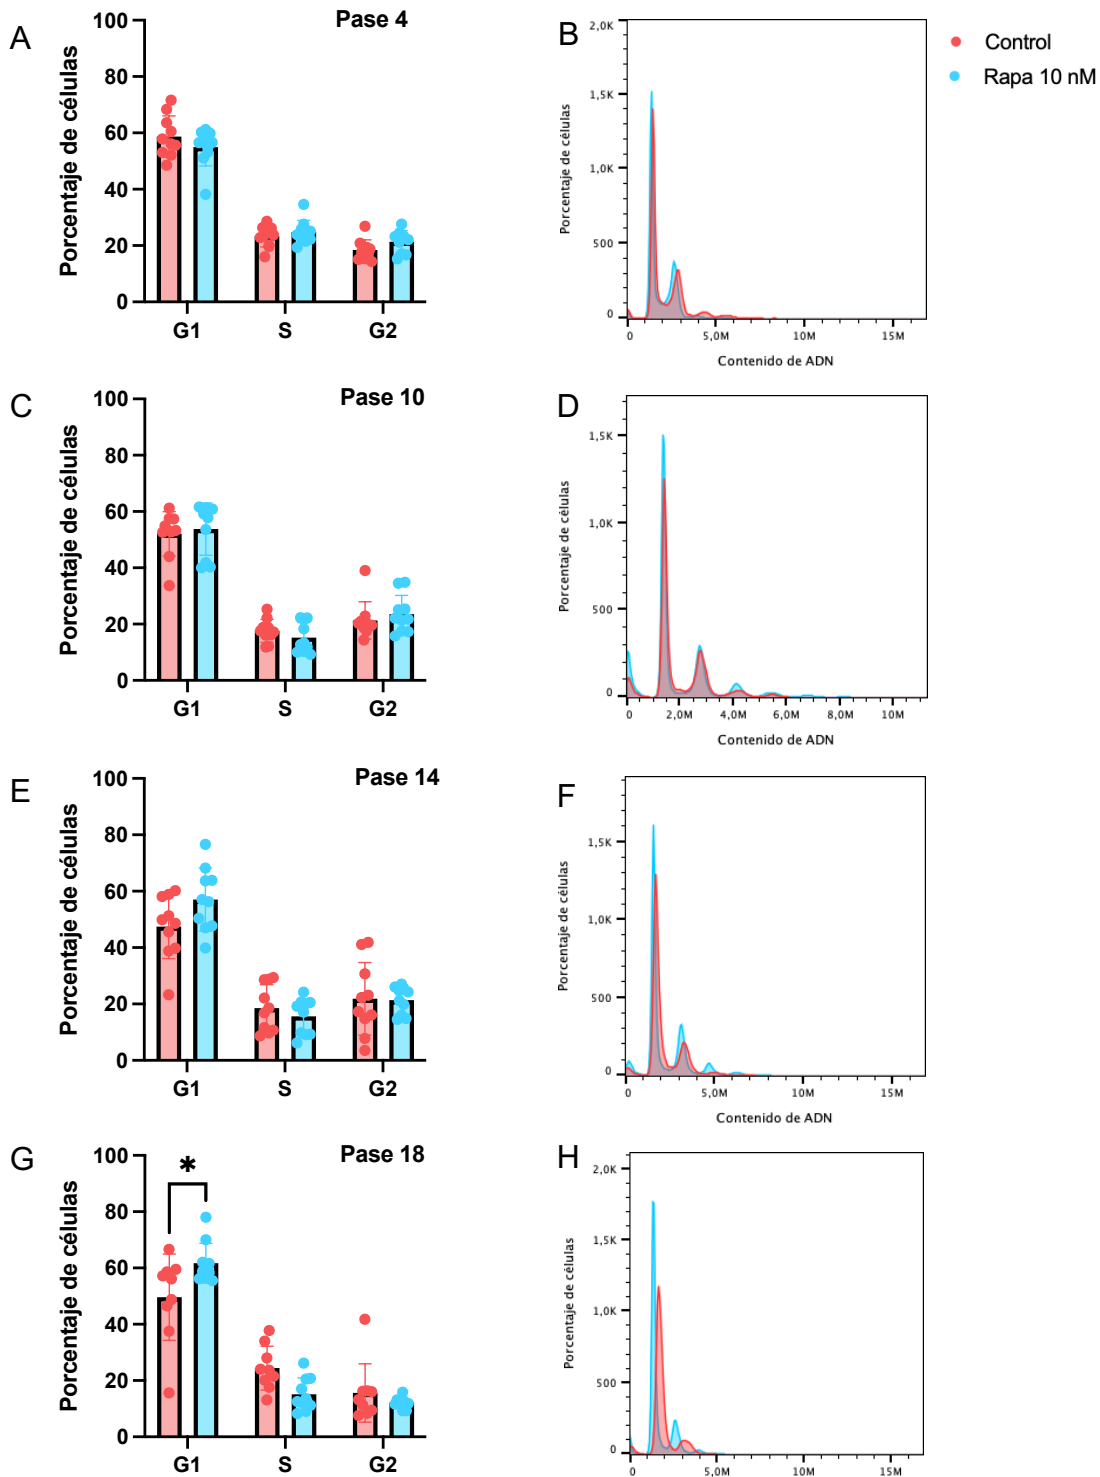 A
Pase 4
Porcentaje de células
100
80
60
40
20
0
G1 S G2
B
Porcentaje de células
2,0K
1,5K
1,0K
500
0
0 5,0M 10M 15M
Contenido de ADN
Control
Rapa 10 nM
C
Pase 10
Porcentaje de células
100
80
60
40
20
0
G1 S G2
D
Porcentaje de células
1,5K
1,0K
500
0
0 2,0M 4,0M 6,0M 8,0M 10M
Contenido de ADN
E
Pase 14
Porcentaje de células
100
80
60
40
20
0
G1 S G2
F
Porcentaje de células
1,5K
1,0K
500
0
0 5,0M 10M 15M
Contenido de ADN
G
Pase 18
Porcentaje de células
100
80
60
40
20
0
*
G1 S G2
H
Porcentaje de células
2,0K
1,5K
1,0K
500
0
0 5,0M 10M 15M